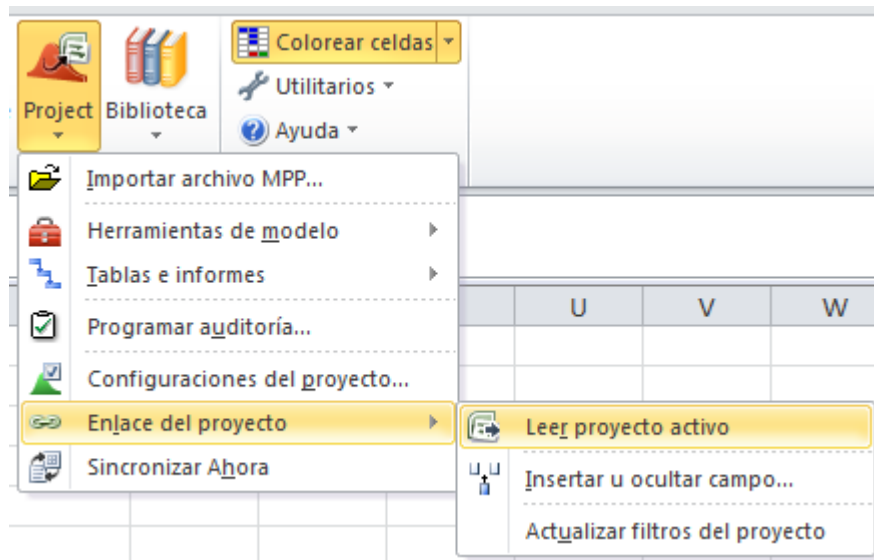 Colorear celdas
Utilitarios
Project Biblioteca
Ayuda
Importar archivo MPP...
Herramientas de modelo
Tablas e informes
U V W
Programar auditoría...
Configuraciones del proyecto...
Enlace del proyecto
Leer proyecto activo
Sincronizar Ahora
Insertar u ocultar campo...
Actualizar filtros del proyecto